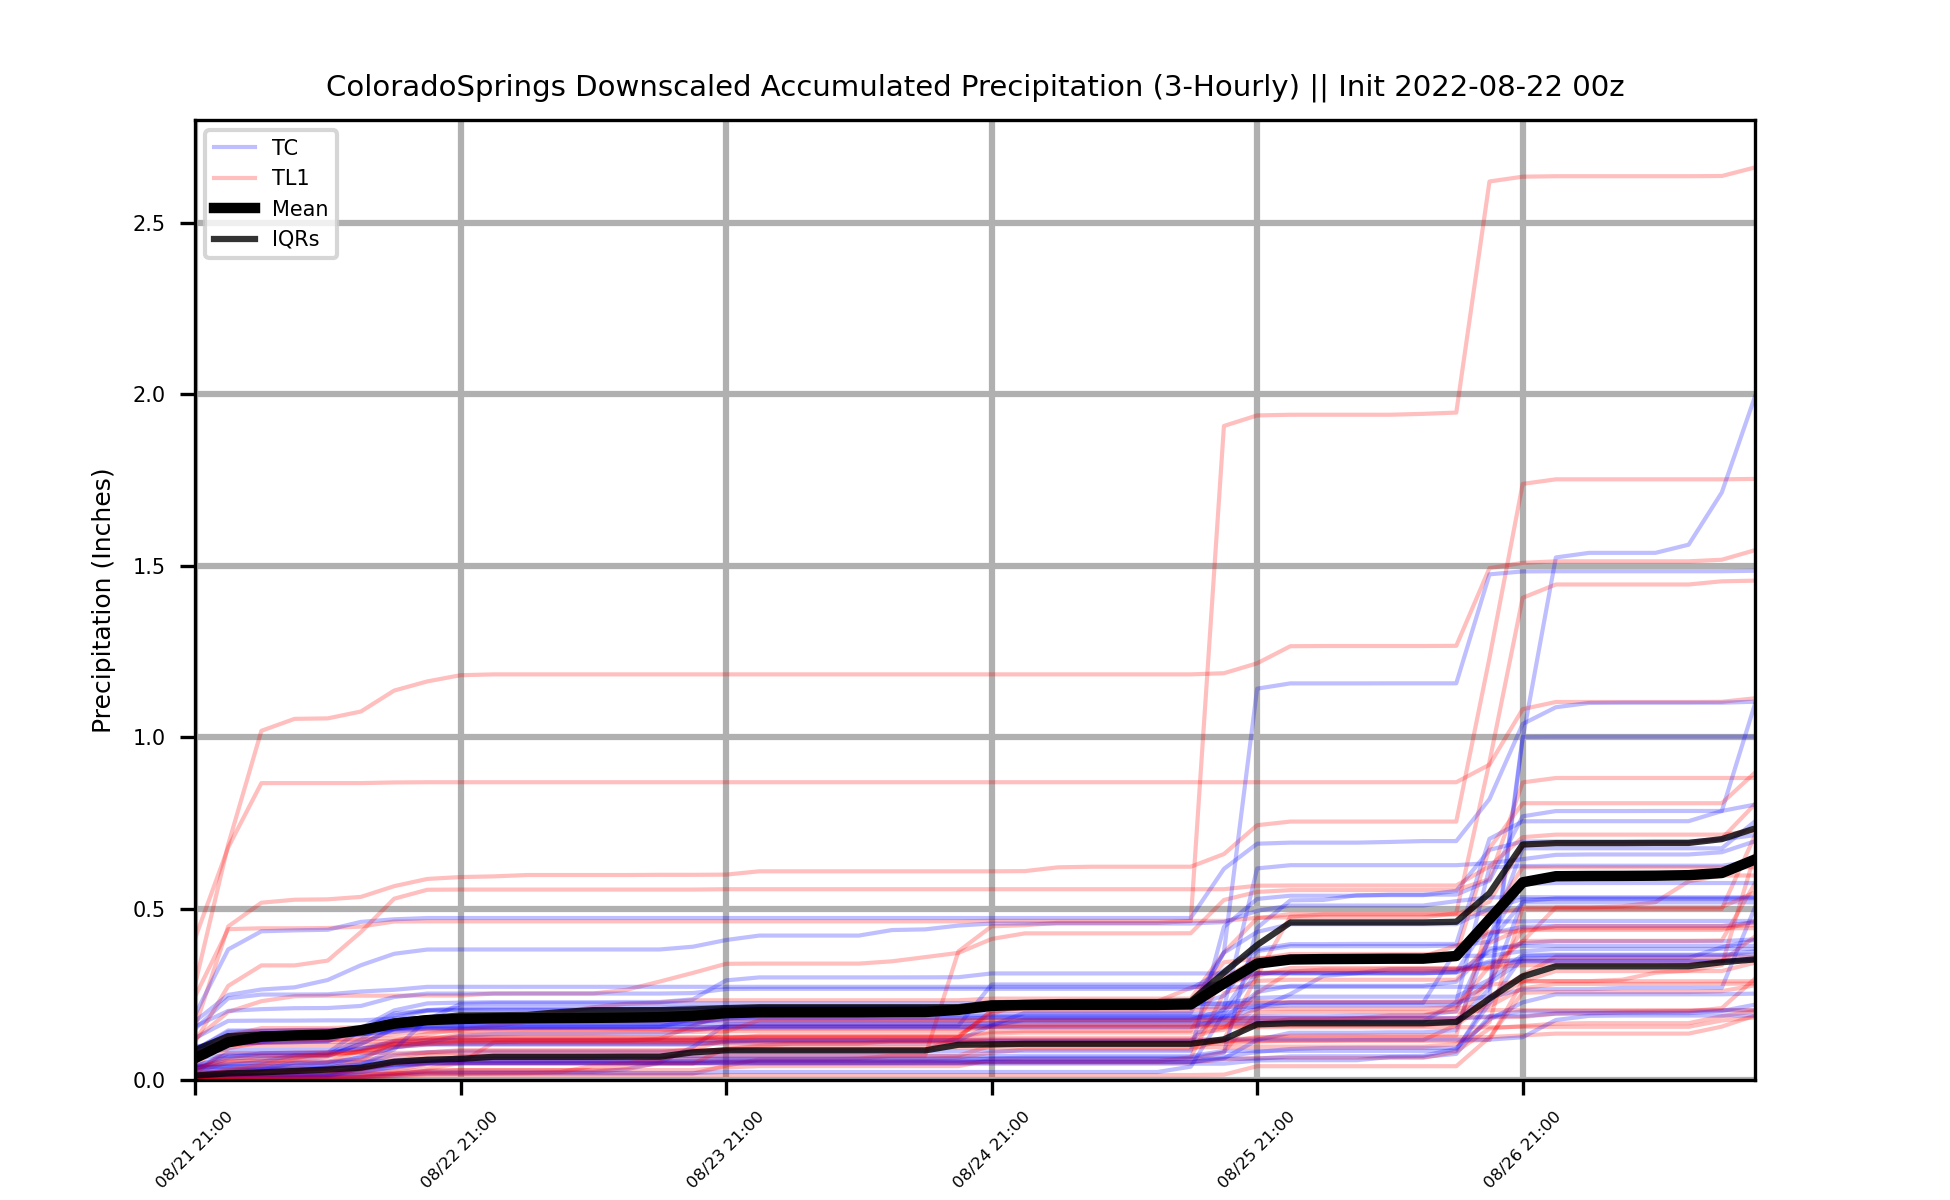 ColoradoSprings Downscaled Accumulated Precipitation (3-Hourly) || Init 2022-08-22 00z
TC
TL1
Mean
IQRs
Precipitation (Inches)
2.5
2.0
1.5
1.0
0.5
0.0
08/21 21:00
08/22 21:00
08/23 21:00
08/24 21:00
08/25 21:00
08/26 21:00